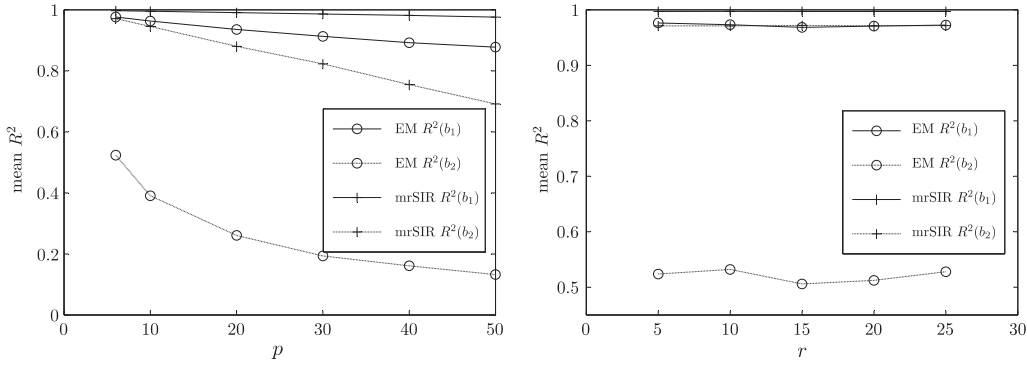 1
0.8
0.6
0.4
0.2
0
mean R²
0 10 20 30 40 50
p
EM R²(b₁)
EM R²(b₂)
mrSIR R²(b₁)
mrSIR R²(b₂)
1
0.9
0.8
0.7
0.6
0.5
mean R²
0 5 10 15 20 25 30
r
EM R²(b₁)
EM R²(b₂)
mrSIR R²(b₁)
mrSIR R²(b₂)